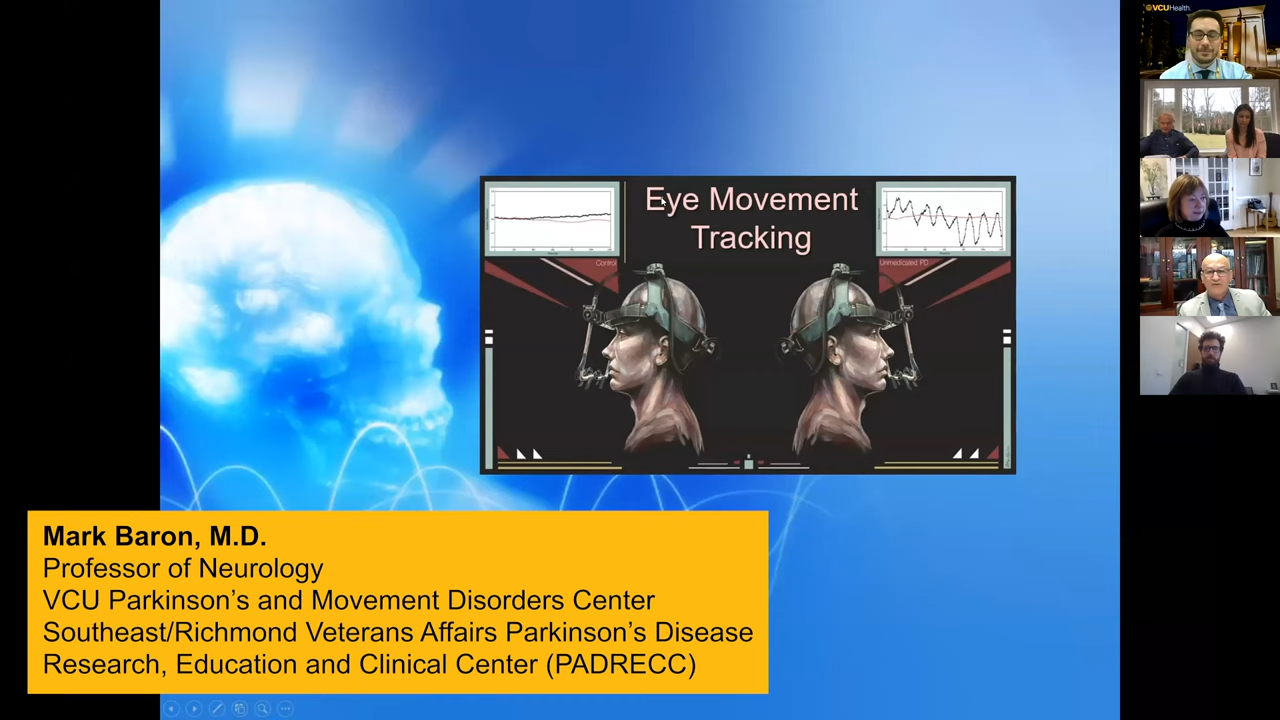 VCUHealth.
Eye Movement
Tracking
Control
Unmedicated PD
Mark Baron, M.D.
Professor of Neurology
VCU Parkinson's and Movement Disorders Center
Southeast/Richmond Veterans Affairs Parkinson's Disease
Research, Education and Clinical Center (PADRECC)